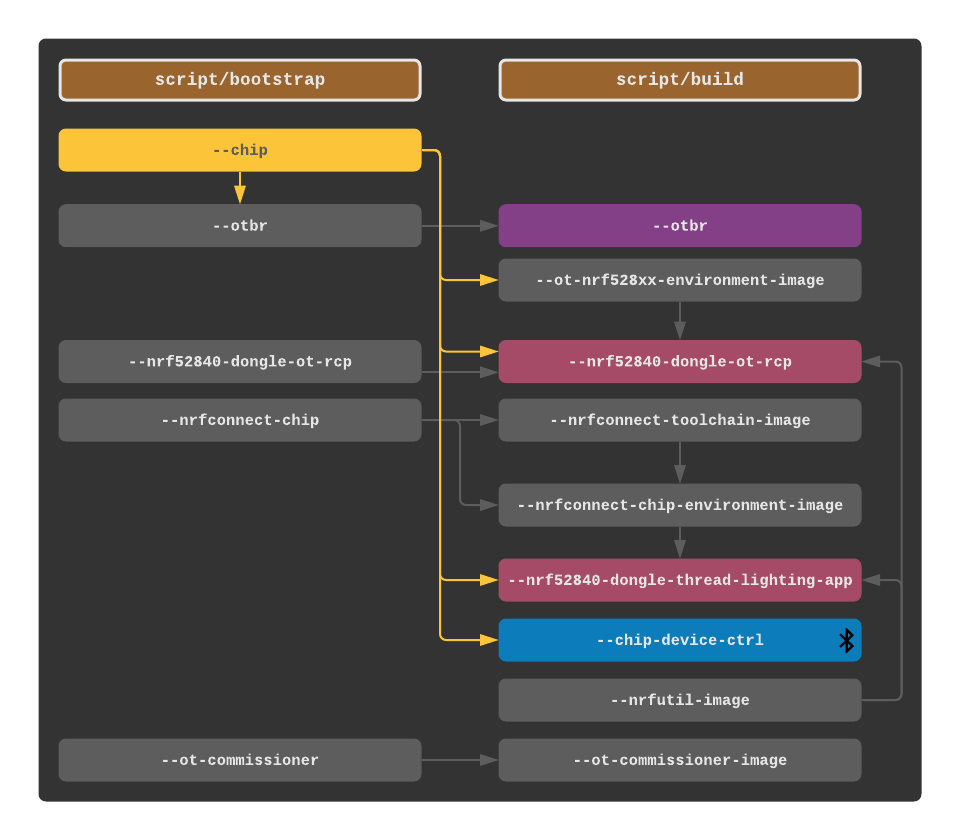 script/bootstrap
script/build
--chip
--otbr
--otbr
--ot-nrf528xx-environment-image
--nrf52840-dongle-ot-rcp
--nrf52840-dongle-ot-rcp
--nrfconnect-chip
--nrfconnect-toolchain-image
--nrfconnect-chip-environment-image
--nrf52840-dongle-thread-lighting-app
--chip-device-ctrl
--nrfutil-image
--ot-commissioner
--ot-commissioner-image